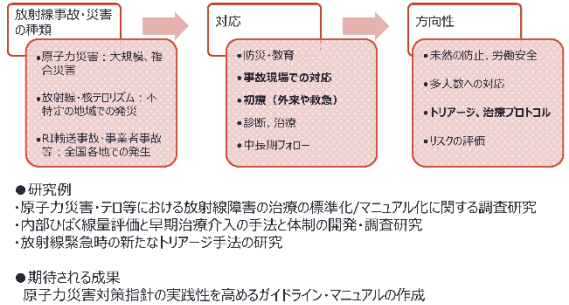 放射線事故・災害
の種類
•原子力災害：大規模、複
合災害
•放射線・核テロリズム：不
特定の地域での発災
•RI輸送事故・事業者事故
等：全国各地での発生
対応
•防災・教育
•事故現場での対応
•初療（外来や救急）
•診断、治療
•中長期フォロー
方向性
•未然の防止、労働安全
•多人数への対応
•トリアージ、治療プロトコル
•リスクの評価
●研究例
・原子力災害・テロ等における放射線障害の治療の標準化/マニュアル化に関する調査研究
・内部ひばく線量評価と早期治療介入の手法と体制の開発・調査研究
・放射線緊急時の新たなトリアージ手法の研究
●期待される成果
原子力災害対策指針の実践性を高めるガイドライン・マニュアルの作成